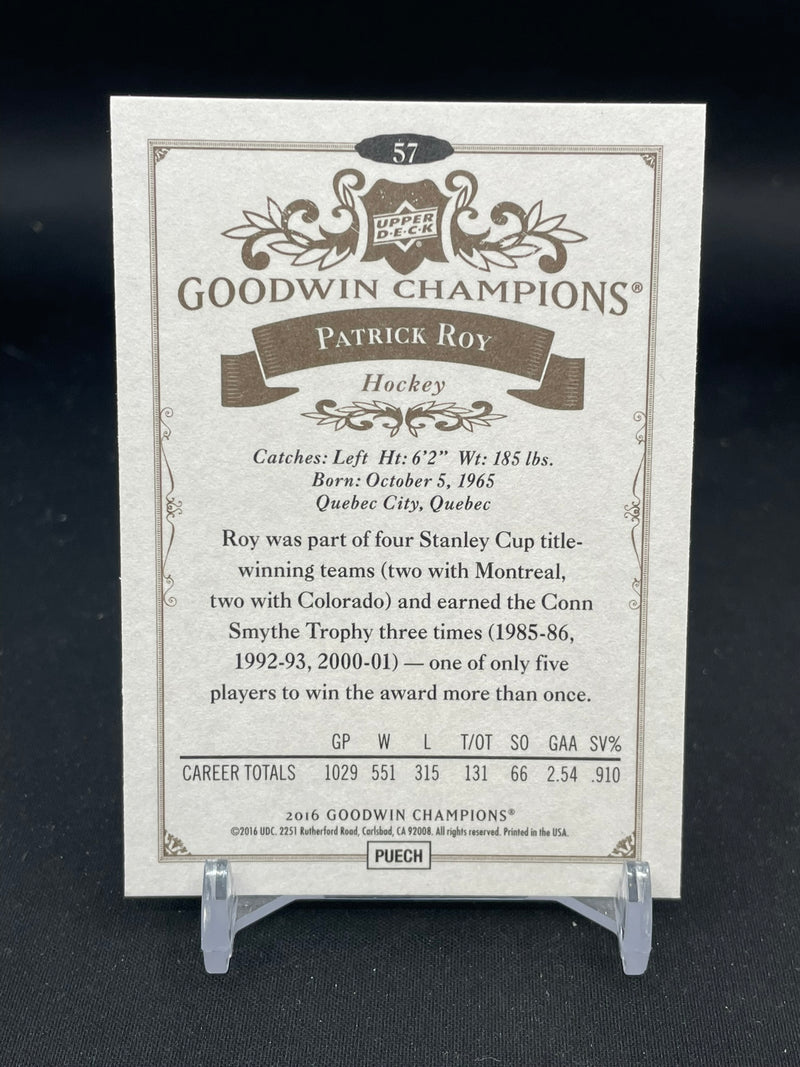 57
UPPER
D·E·C·K
GOODWIN CHAMPIONS®
PATRICK ROY
Hockey
Catches: Left Ht: 6'2" Wt: 185 lbs.
Born: October 5, 1965
Quebec City, Quebec
Roy was part of four Stanley Cup title-
winning teams (two with Montreal,
two with Colorado) and earned the Conn
Smythe Trophy three times (1985-86,
1992-93, 2000-01) — one of only five
players to win the award more than once.
GP W L T/OT SO GAA SV%
CAREER TOTALS 1029 551 315 131 66 2.54 .910
2016 GOODWIN CHAMPIONS®
©2016 UDC. 2251 Rutherford Road, Carlsbad, CA 92008. All rights reserved. Printed in the USA.
PUECH